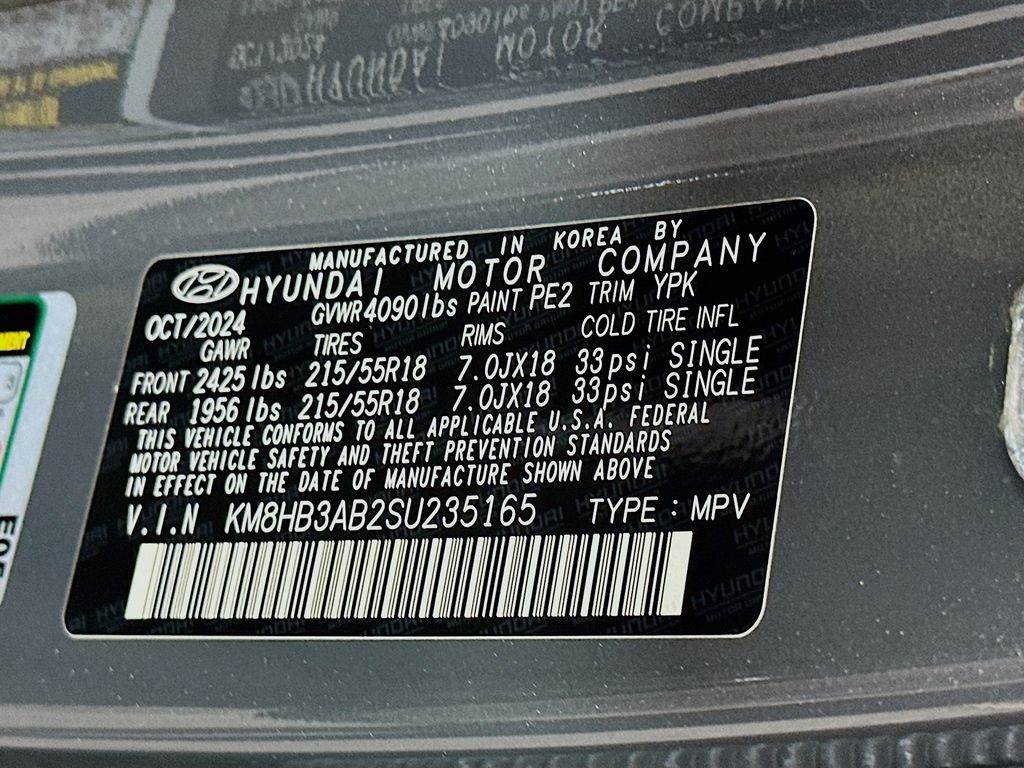 MANUFACTURED IN KOREA BY
HYUNDAI MOTOR COMPANY
OCT/2024 GVWR 4090 lbs PAINT PE2 TRIM YPK
GAWR TIRES RIMS COLD TIRE INFL
FRONT 2425 lbs 215/55R18 7.0JX18 33psi SINGLE
REAR 1956 lbs 215/55R18 7.0JX18 33psi SINGLE
THIS VEHICLE CONFORMS TO ALL APPLICABLE U.S.A. FEDERAL
MOTOR VEHICLE SAFETY AND THEFT PREVENTION STANDARDS
IN EFFECT ON THE DATE OF MANUFACTURE SHOWN ABOVE
V.I.N KM8HB3AB2SU235165 TYPE : MPV